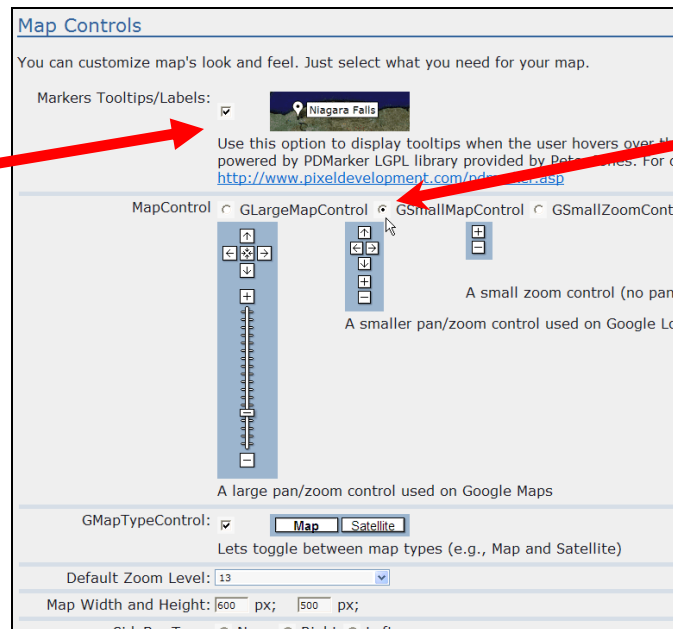 Map Controls
You can customize map's look and feel. Just select what you need for your map.
Markers Tooltips/Labels:
Niagara Falls
Use this option to display tooltips when the user hovers over
powered by PDMarker LGPL library provided by For
http://www.pixeldevelopment.com/pdmarker.asp
MapControl GLargeMapControl GSmallMapControl GSmallZoomCont
A small zoom control (no pan
A smaller pan/zoom control used on Google Lo
A large pan/zoom control used on Google Maps
GMapTypeControl:
Map Satellite
Lets toggle between map types (e.g., Map and Satellite)
Default Zoom Level: 13
Map Width and Height: 600 px; 500 px;